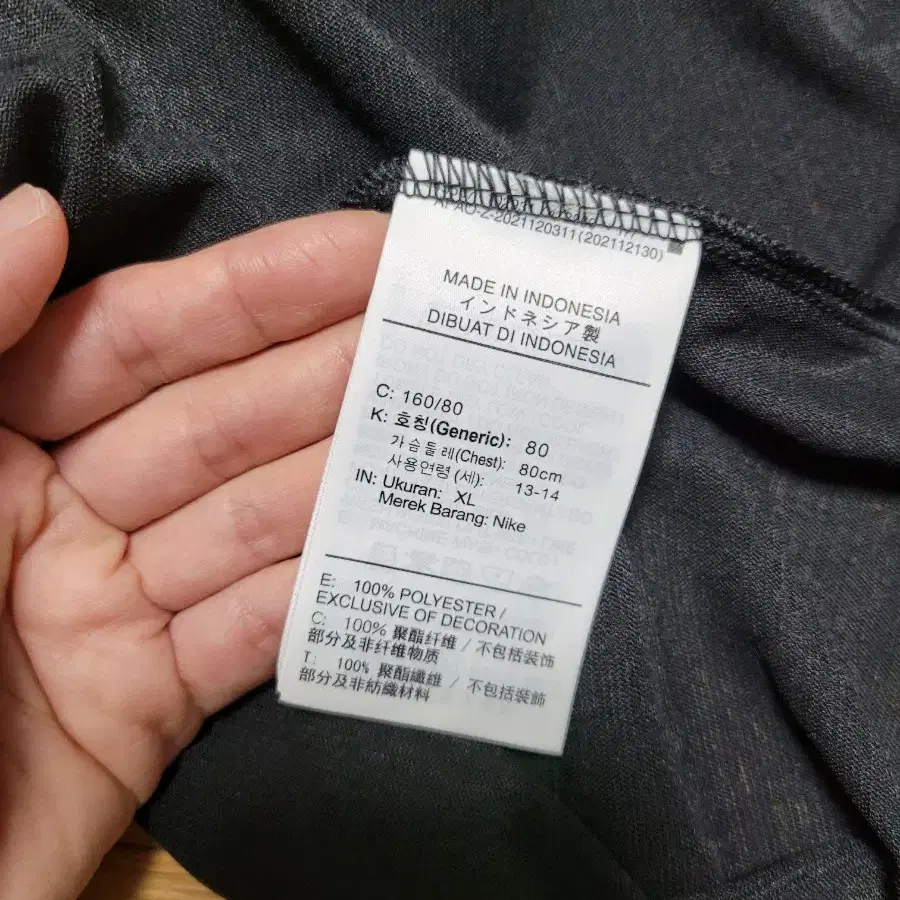 AP AO-Z-2021120311(202112130)
MADE IN INDONESIA
インドネシア製
DIBUAT DI INDONESIA
C: 160/80
K: 호칭(Generic): 80
가슴둘레(Chest): 80cm
사용연령 (세): 13-14
IN: Ukuran: XL
Merek Barang: Nike
E: 100% POLYESTER /
EXCLUSIVE OF DECORATION
C: 100% 聚酯纤维 / 不包括装饰
部分及非纤维物质
T: 100% 聚酯纖維 / 不包括裝飾
部分及非紡織材料